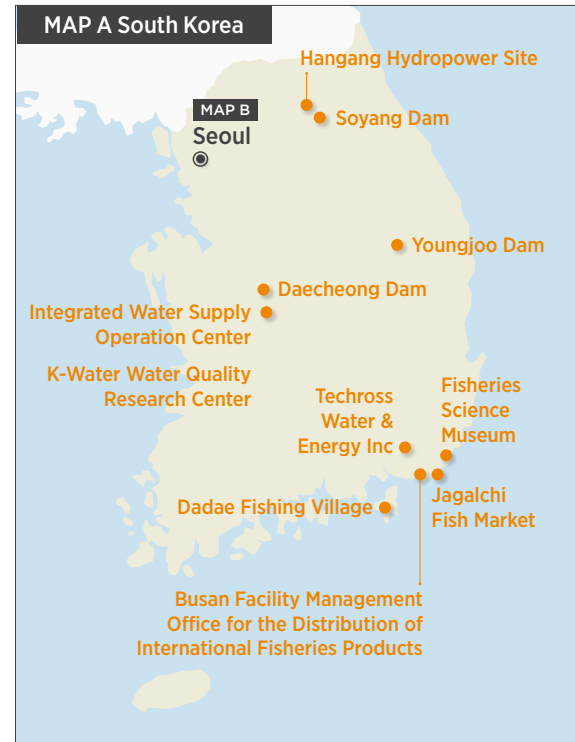 MAP A South Korea
Hangang Hydropower Site
MAP B
Seoul
Soyang Dam
Youngjoo Dam
Daecheong Dam
Integrated Water Supply
Operation Center
K-Water Water Quality
Research Center
Techross
Water &
Energy Inc
Fisheries
Science
Museum
Jagalchi
Fish Market
Dadae Fishing Village
Busan Facility Management
Office for the Distribution of
International Fisheries Products